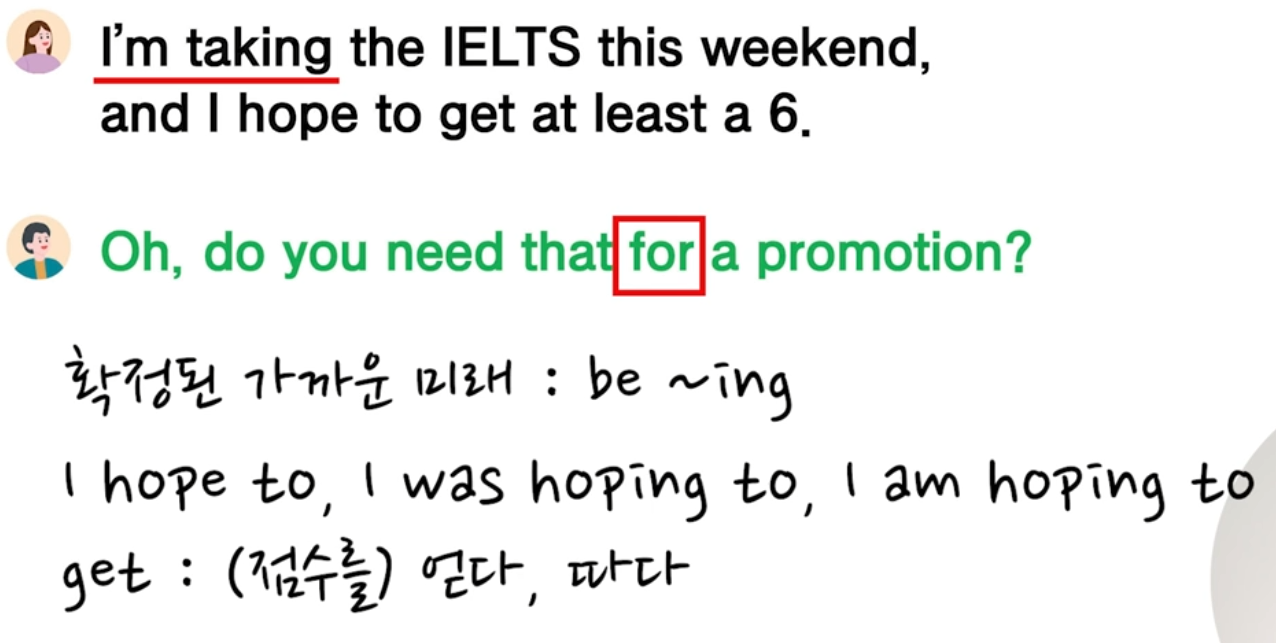 I'm taking the IELTS this weekend,
and I hope to get at least a 6.
Oh, do you need that for a promotion?
확정된 가까운 미래 : be ~ing
I hope to, I was hoping to, I am hoping to
get : (점수를) 얻다, 따다